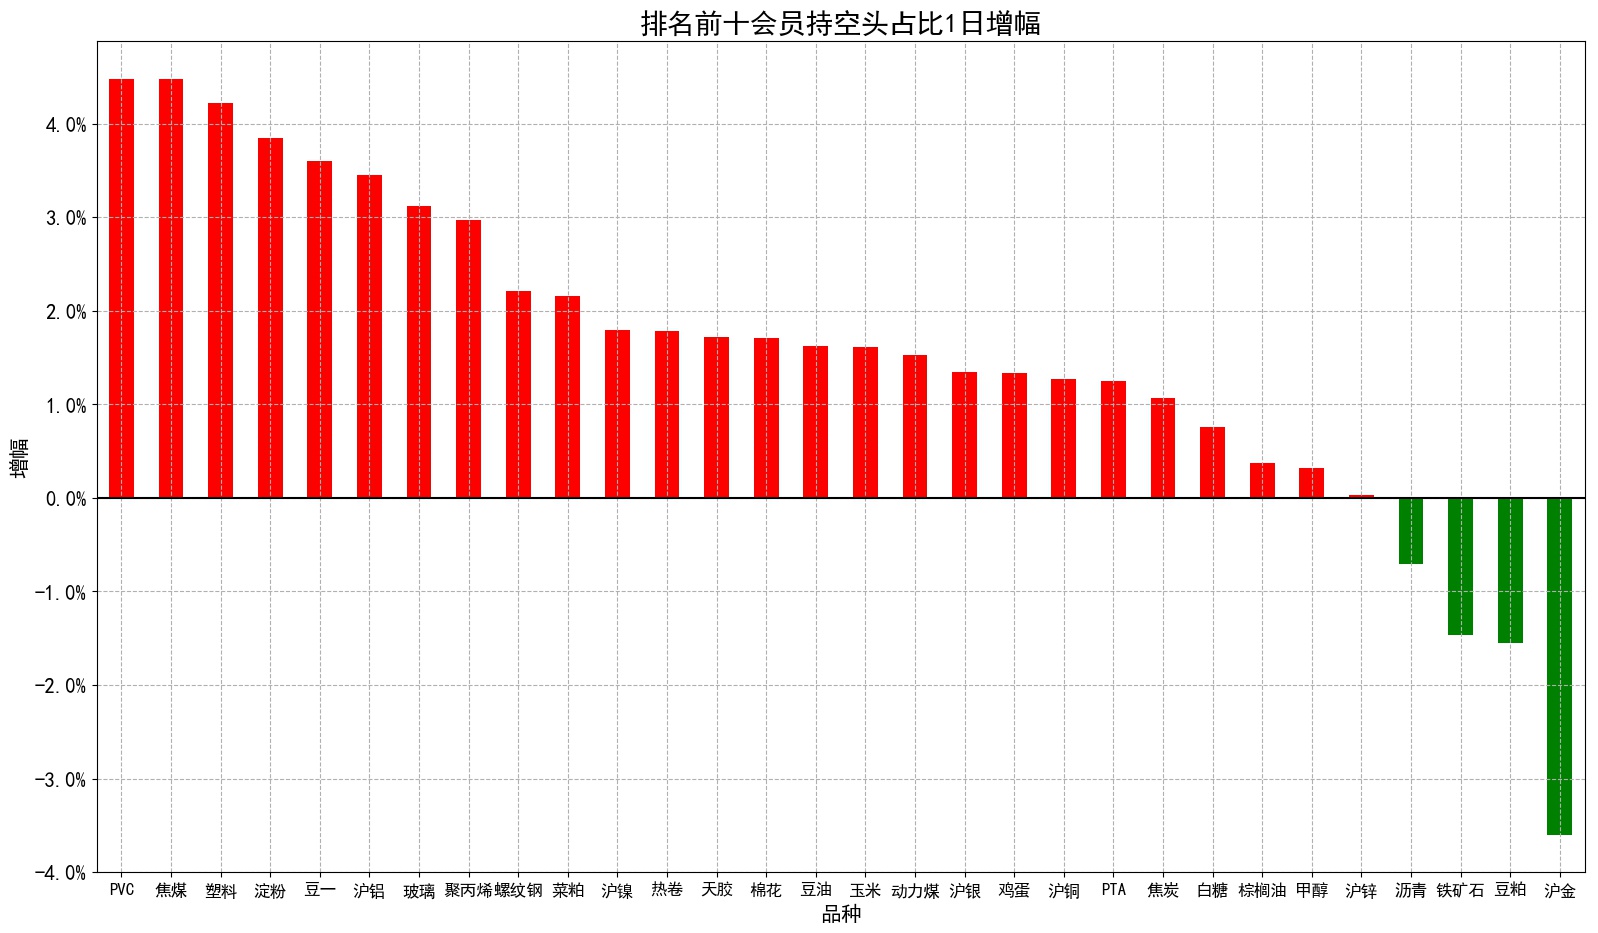 排名前十会员持空头占比1日增幅
4.0%
3.0%
2.0%
1.0%
0.0%
-1.0%
-2.0%
-3.0%
-4.0%
增幅
PVC 焦煤 塑料 淀粉 豆一 沪铝 玻璃 聚丙烯 螺纹钢 菜粕 沪镍 热卷 天胶 棉花 豆油 玉米 动力煤 沪银 鸡蛋 沪铜 PTA 焦炭 白糖 棕榈油 甲醇 沪锌 沥青 铁矿石 豆粕 沪金
品种